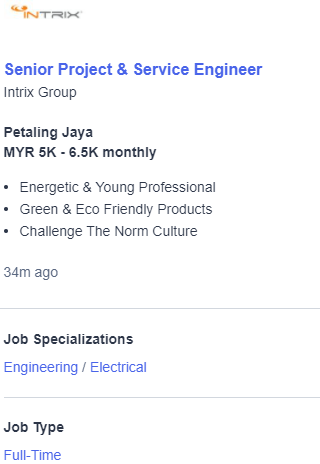 INTRIX
Senior Project & Service Engineer
Intrix Group
Petaling Jaya
MYR 5K - 6.5K monthly
• Energetic & Young Professional
• Green & Eco Friendly Products
• Challenge The Norm Culture
34m ago
Job Specializations
Engineering / Electrical
Job Type
Full-Time